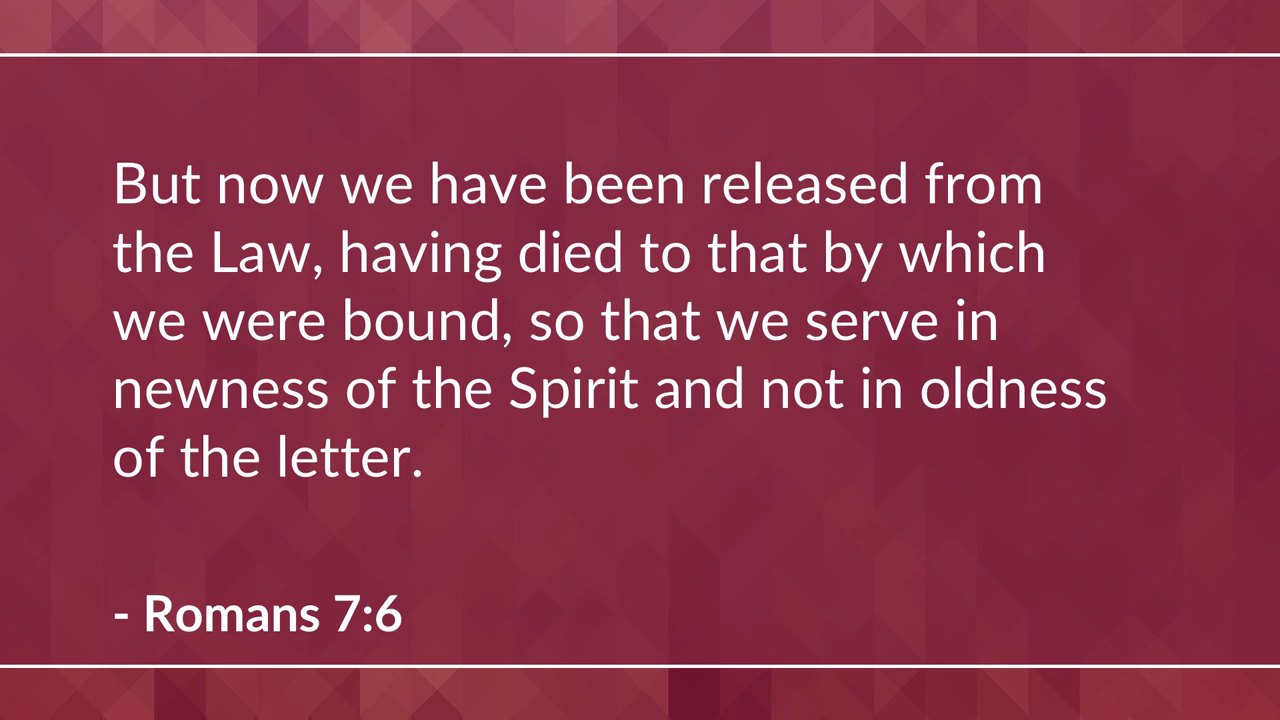 But now we have been released from
the Law, having died to that by which
we were bound, so that we serve in
newness of the Spirit and not in oldness
of the letter.
- Romans 7:6